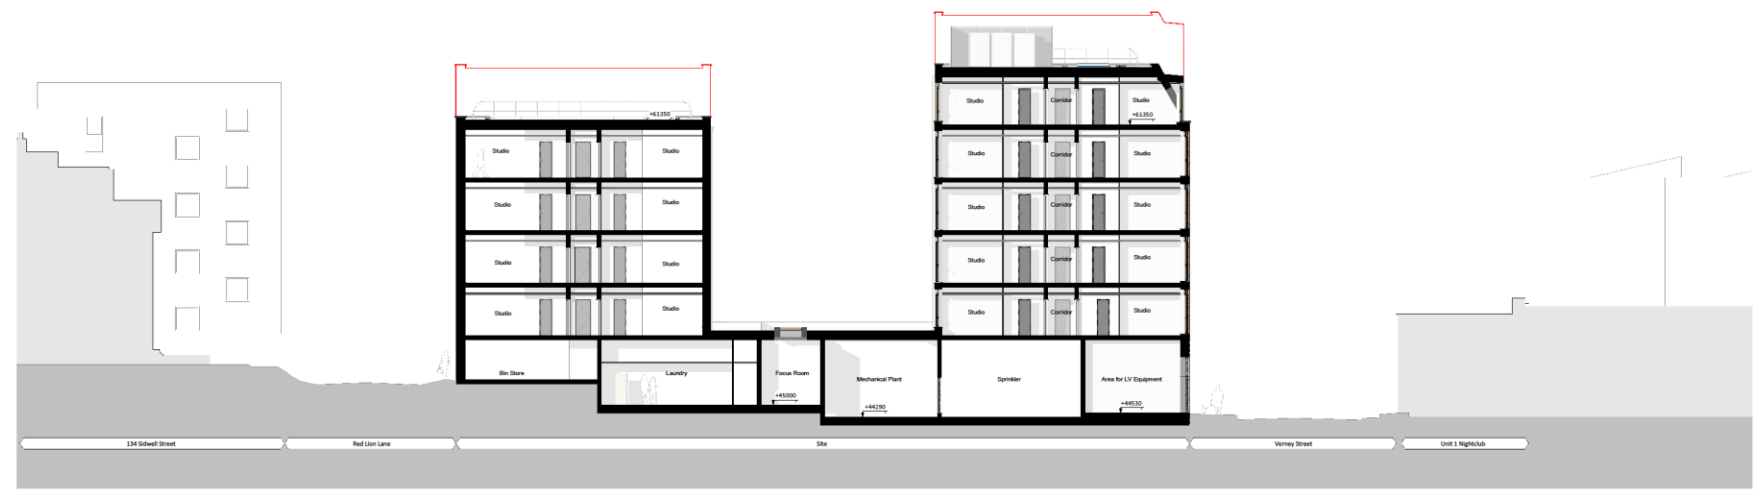 Studio
Corridor
Studio
+61350
+61350
Studio
Studio
Studio
Corridor
Studio
Studio
Studio
Studio
Corridor
Studio
Studio
Studio
Studio
Corridor
Studio
Studio
Studio
Studio
Corridor
Studio
Bin Store
Laundry
Focus Room
Mechanical Plant
Sprinkler
Area for LV Equipment
+45000
+44290
+44530
134 Sidwell Street
Red Lion Lane
Site
Verney Street
Unit 1 Nightclub